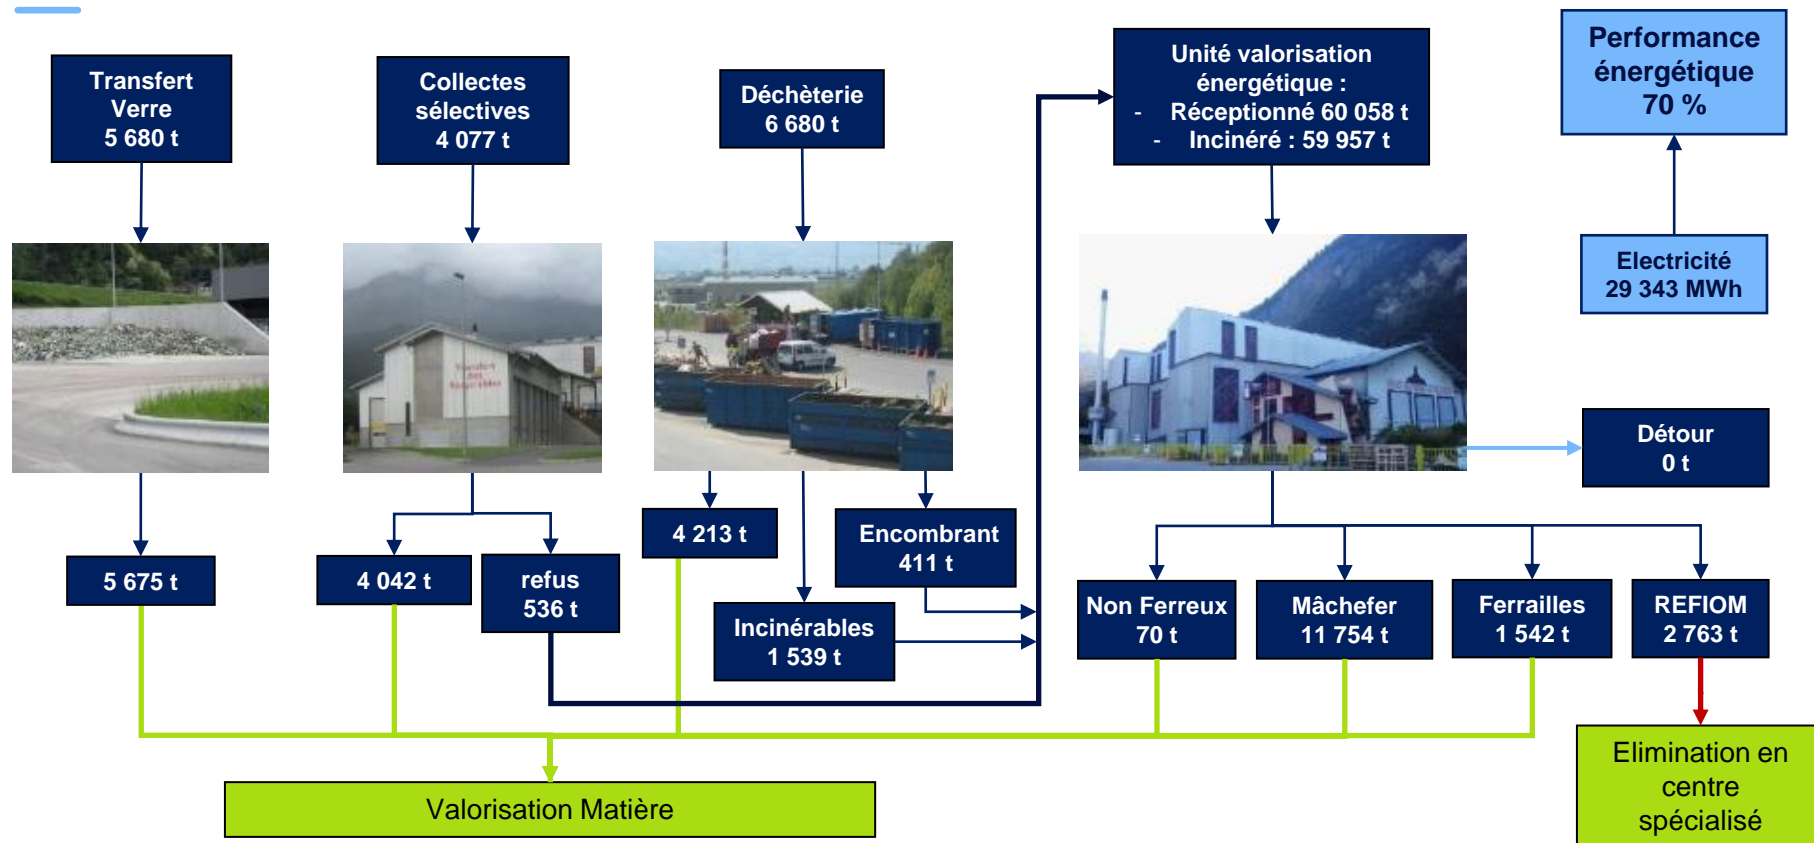 Transfert
Verre
5 680 t
Collectes
sélectives
4 077 t
Déchèterie
6 680 t
Unité valorisation
énergétique :
- Réceptionné 60 058 t
- Incinéré : 59 957 t
Performance
énergétique
70 %
Electricité
29 343 MWh
Transfert
des
Détour
0 t
5 675 t
4 042 t
refus
536 t
4 213 t
Incinérables
1 539 t
Encombrant
411 t
Non Ferreux
70 t
Mâchefer
11 754 t
Ferrailles
1 542 t
REFIOM
2 763 t
Valorisation Matière
Elimination en
centre
spécialisé